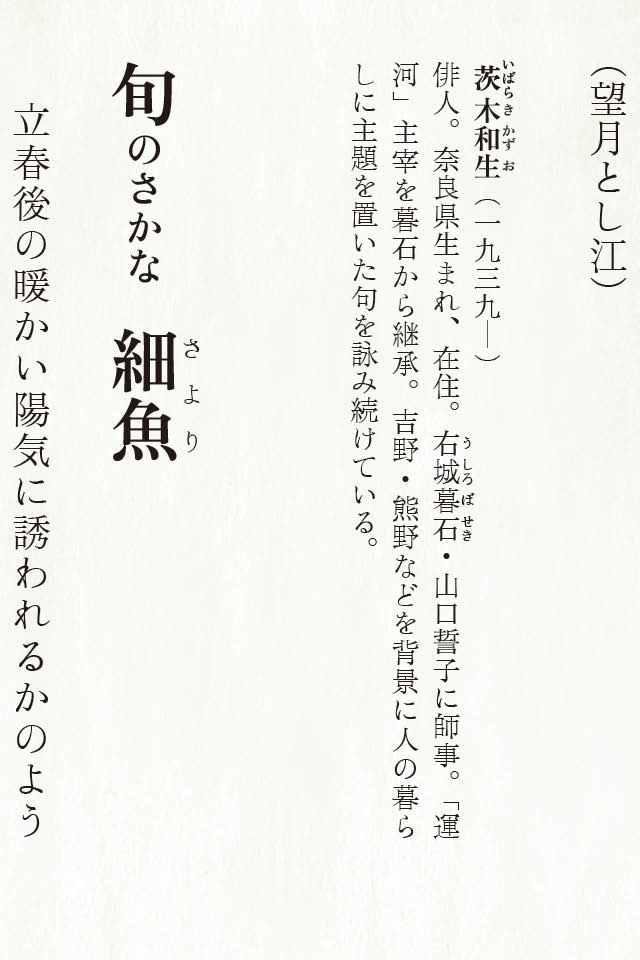 （望月とし江）
茨木和生（一九三九―）
いばらきかずお
俳人。奈良県生まれ、在住。右城暮石・山口誓子に師事。「運
うしろぼせき
河」主宰を暮石から継承。吉野・熊野などを背景に人の暮ら
しに主題を置いた句を詠み続けている。
旬のさかな　細魚
さより
立春後の暖かい陽気に誘われるかのよう